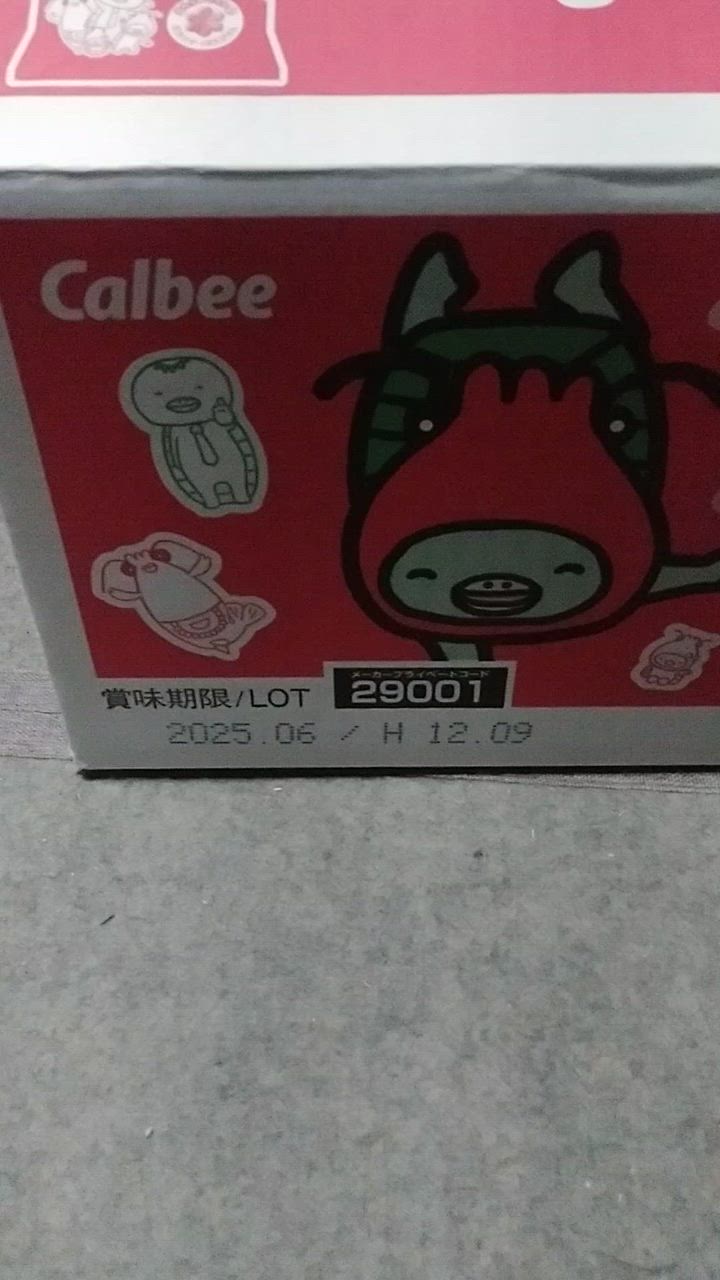 Calbee
賞味期限/LOT
メーカープライベートコード
29001
2025.06 / H 12.09